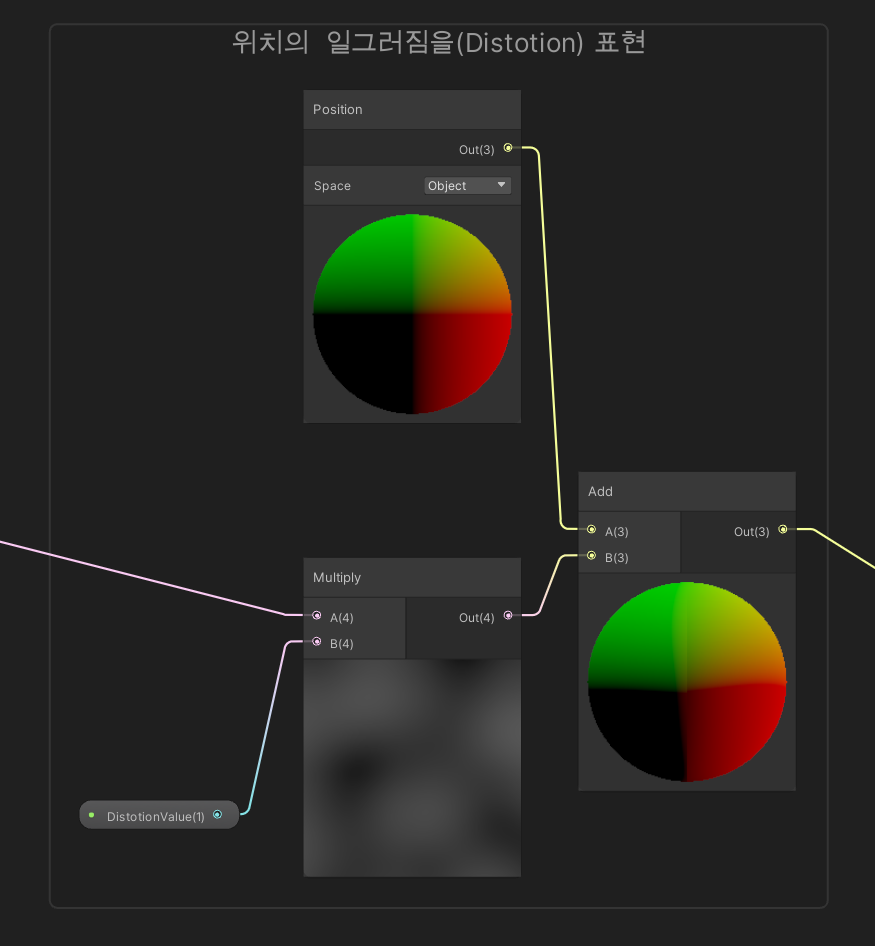 위치의 일그러짐을(Distotion) 표현
Position
Out(3)
Space Object
Add
A(3) Out(3)
B(3)
Multiply
A(4) Out(4)
B(4)
DistotionValue(1)